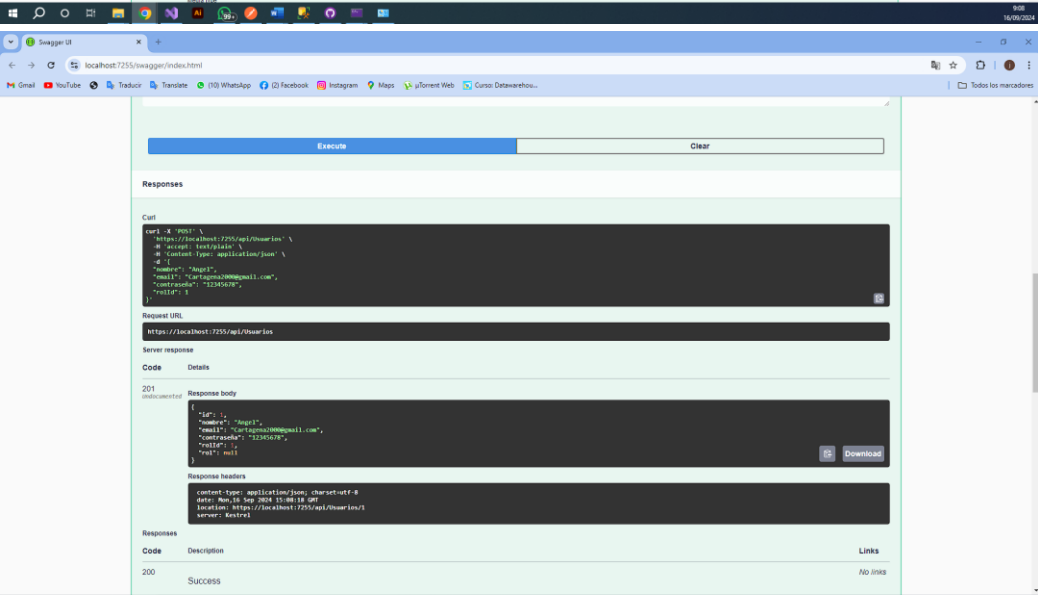 9:08
16/09/2024
Swagger UI
localhost:7255/swagger/index.html
Gmail
YouTube
Traducir
Translate
(10) WhatsApp
(2) Facebook
Instagram
Maps
µTorrent Web
Curso: Datawarehou...
Todos los marcadores
Execute
Clear
Responses
Curl
curl -X 'POST' \
'https://localhost:7255/api/Usuarios' \
-H 'accept: text/plain' \
-H 'Content-Type: application/json' \
-d '{
"nombre": "Angel",
"email": "Cartagena2000@gmail.com",
"contraseña": "12345678",
"rolId": 1
}'
Request URL
https://localhost:7255/api/Usuarios
Server response
Code
Details
201
Undocumented
Response body
{
"id": 1,
"nombre": "Angel",
"email": "Cartagena2000@gmail.com",
"contraseña": "12345678",
"rolId": 1,
"rol": null
}
Download
Response headers
content-type: application/json; charset=utf-8
date: Mon,16 Sep 2024 15:08:18 GMT
location: https://localhost:7255/api/Usuarios/1
server: Kestrel
Responses
Code
Description
Links
200
Success
No links